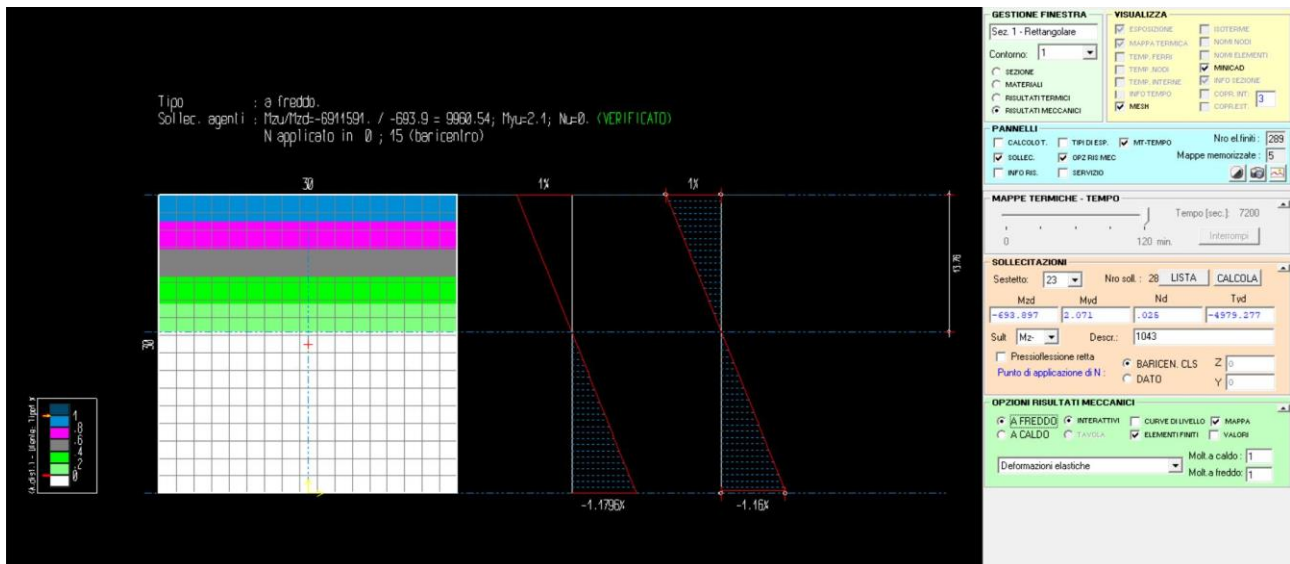 Tipo : a freddo.
Sollec. agenti : Mzu/Mzd=-6911591. / -693.9 = 9960.54; Myu=2.1; Nu=0. (VERIFICATO)
N applicato in 0 ; 15 (baricentro)
30
1%
1%
13.76
30
-1.1796%
-1.16%
1
.8
.6
.4
.2
0
GESTIONE FINESTRA
Sez. 1 - Rettangolare
Contorno: 1
SEZIONE
MATERIALI
RISULTATI TERMICI
RISULTATI MECCANICI
VISUALIZZA
ESPOSIZIONE ISOTERME
MAPPA TERMICA NOMI NODI
TEMP. FERRI NOMI ELEMENTI
TEMP. NODI MINICAD
TEMP. INTERNE INFO SEZIONE
INFO TEMPO COPR. INT: 3
MESH COPR.EST:
PANNELLI
CALCOLO T. TIPI DI ESP. MT-TEMPO Nro el.finiti : 289
SOLLEC. OPZ RIS MEC Mappe memorizzate : 5
INFO RIS. SERVIZIO
MAPPE TERMICHE - TEMPO
Tempo [sec.]: 7200
0 120 min. Interrompi
SOLLECITAZIONI
Sestetto: 23 Nro soll. : 28 LISTA CALCOLA
Mzd Myd Nd Tyd
-693.897 2.071 .025 -4979.277
Sult Mz- Descr.: 1043
Pressioflessione retta
Punto di applicazione di N :
BARICEN. CLS Z 0
DATO Y 0
OPZIONI RISULTATI MECCANICI
A FREDDO INTERATTIVI CURVE DI LIVELLO MAPPA
A CALDO TAVOLA ELEMENTI FINITI VALORI
Deformazioni elastiche
Molt.a caldo : 1
Molt.a freddo: 1